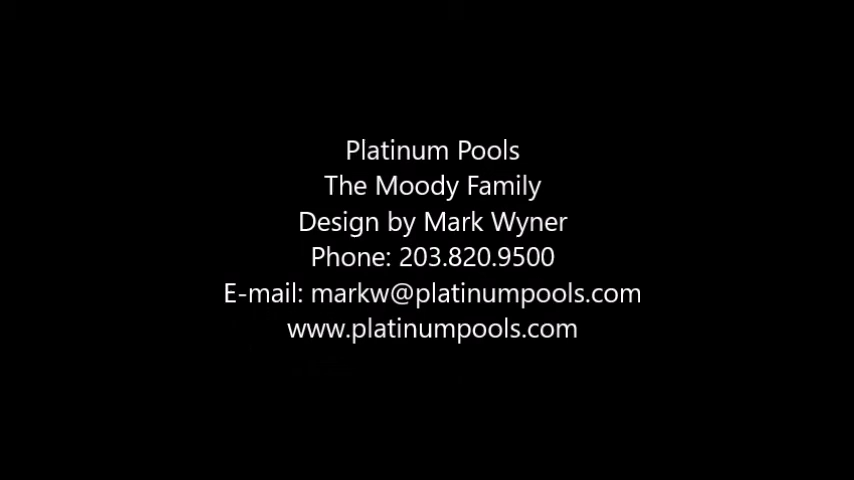 Platinum Pools
The Moody Family
Design by Mark Wyner
Phone: 203.820.9500
E-mail: markw@platinumpools.com
www.platinumpools.com